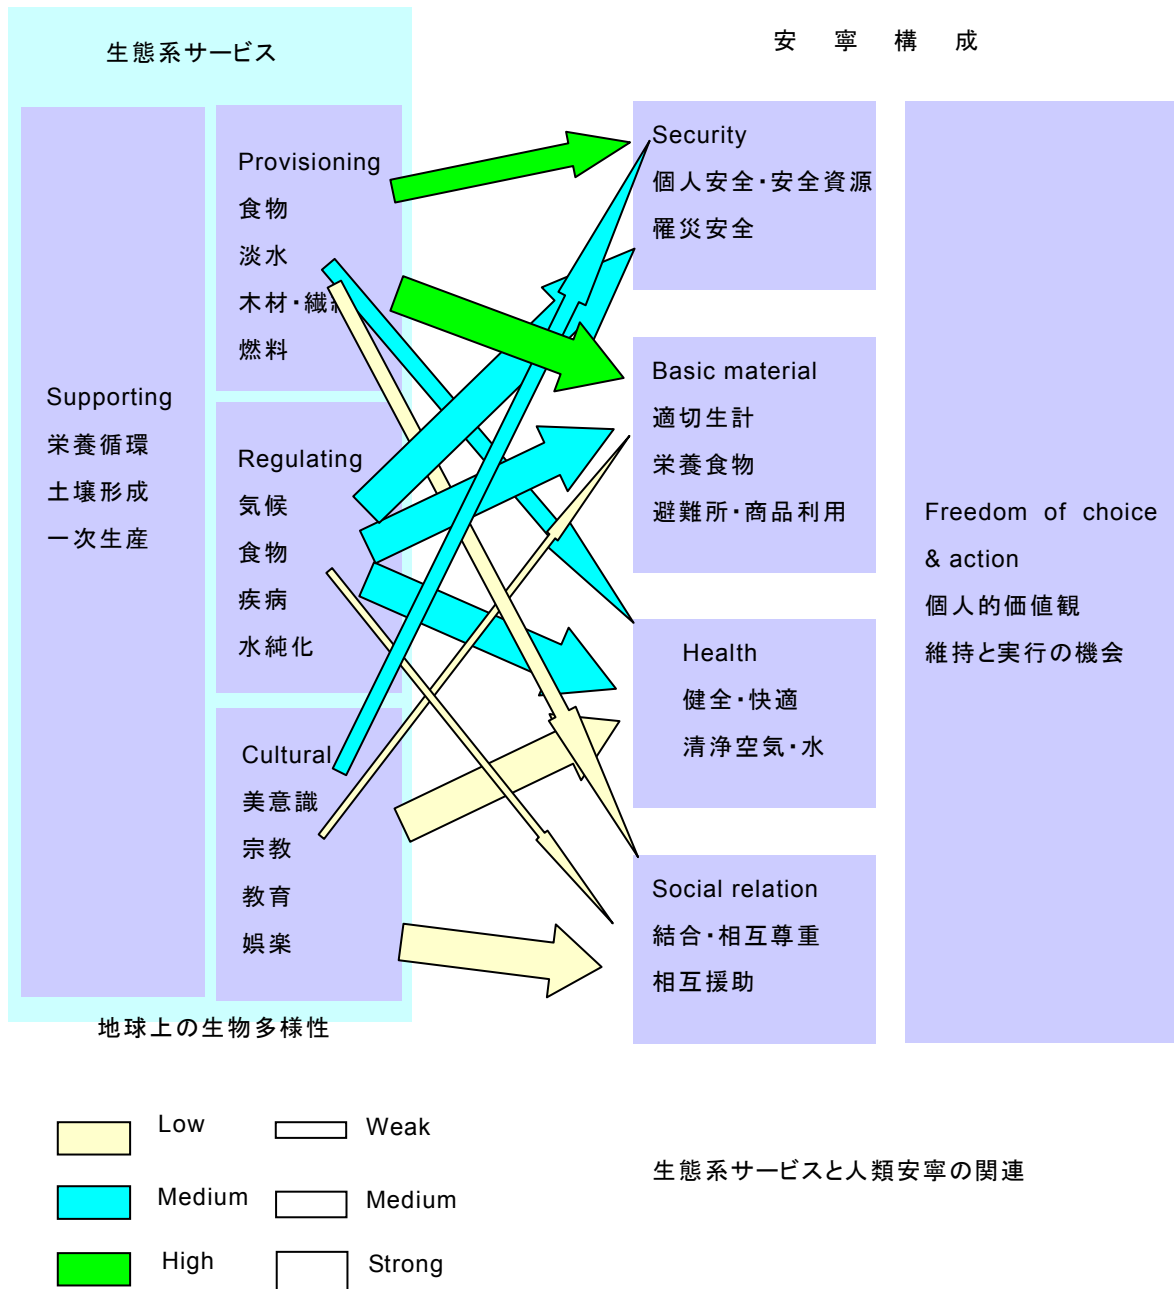 生態系サービス
安寧構成
Supporting
栄養循環
土壌形成
一次生産
Provisioning
食物
淡水
木材・繊
燃料
Regulating
気候
食物
疾病
水純化
Cultural
美意識
宗教
教育
娯楽
Security
個人安全・安全資源
罹災安全
Basic material
適切生計
栄養食物
避難所・商品利用
Health
健全・快適
清浄空気・水
Social relation
結合・相互尊重
相互援助
Freedom of choice
& action
個人的価値観
維持と実行の機会
地球上の生物多様性
Low
Weak
Medium
Medium
High
Strong
生態系サービスと人類安寧の関連